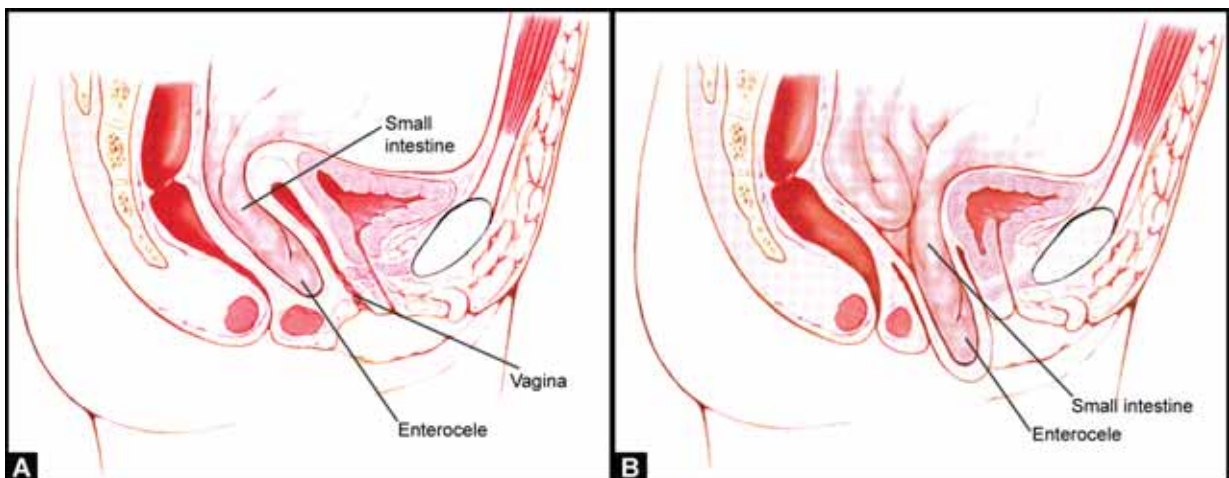 Small
intestine
Vagina
Enterocele
A
Small intestine
Enterocele
B